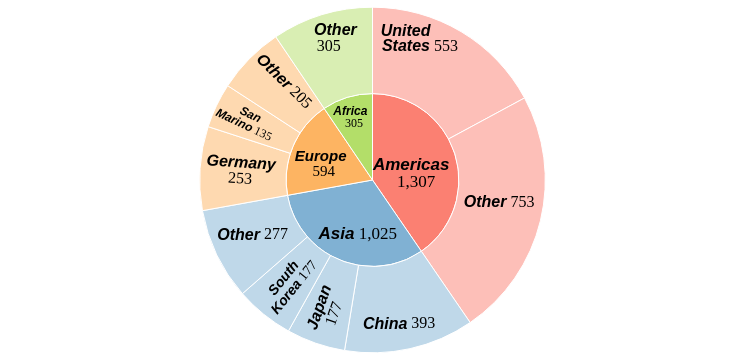 United
States 553
Other 753
China 393
Japan
177
South
Korea 177
Other 277
Germany
253
San
Marino 135
Other 205
Other
305
Americas
1,307
Asia 1,025
Europe
594
Africa
305